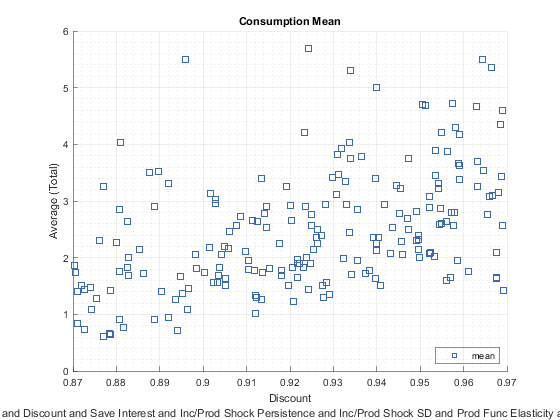 Consumption Mean
6
5
4
3
2
1
0
Average (Total)
mean
0.87 0.88 0.89 0.9 0.91 0.92 0.93 0.94 0.95 0.96 0.97
Discount
and Discount and Save Interest and Inc/Prod Shock Persistence and Inc/Prod Shock SD and Prod Func Elasticity